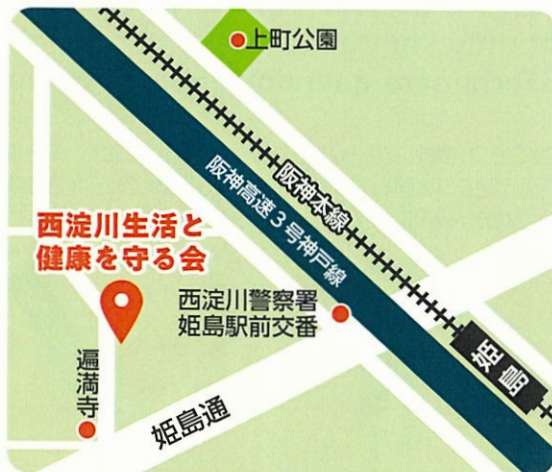 上町公園
阪神本線
阪神高速3号神戸線
西淀川生活と
健康を守る会
西淀川警察署
姫島駅前交番
姫島
遍満寺
姫島通